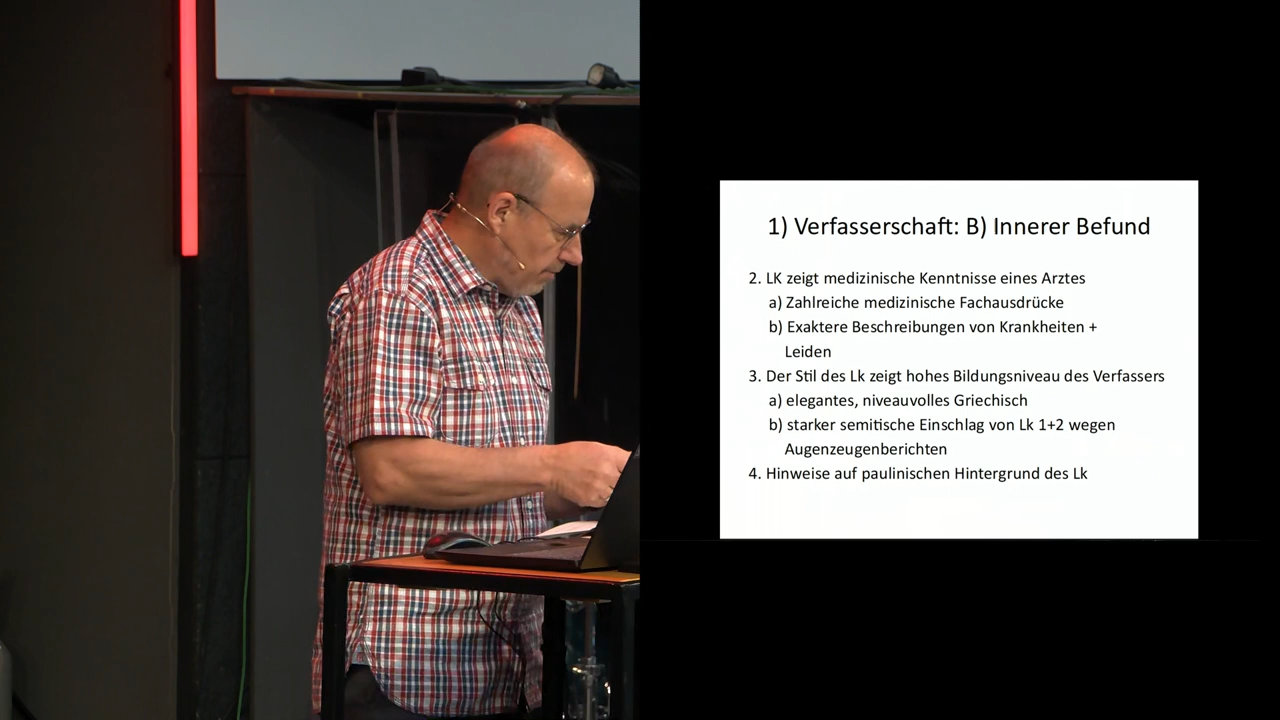 1) Verfasserschaft: B) Innerer Befund
2. LK zeigt medizinische Kenntnisse eines Arztes
a) Zahlreiche medizinische Fachausdrücke
b) Exaktere Beschreibungen von Krankheiten +
Leiden
3. Der Stil des Lk zeigt hohes Bildungsniveau des Verfassers
a) elegantes, niveauvolles Griechisch
b) starker semitische Einschlag von Lk 1+2 wegen
Augenzeugenberichten
4. Hinweise auf paulinischen Hintergrund des Lk